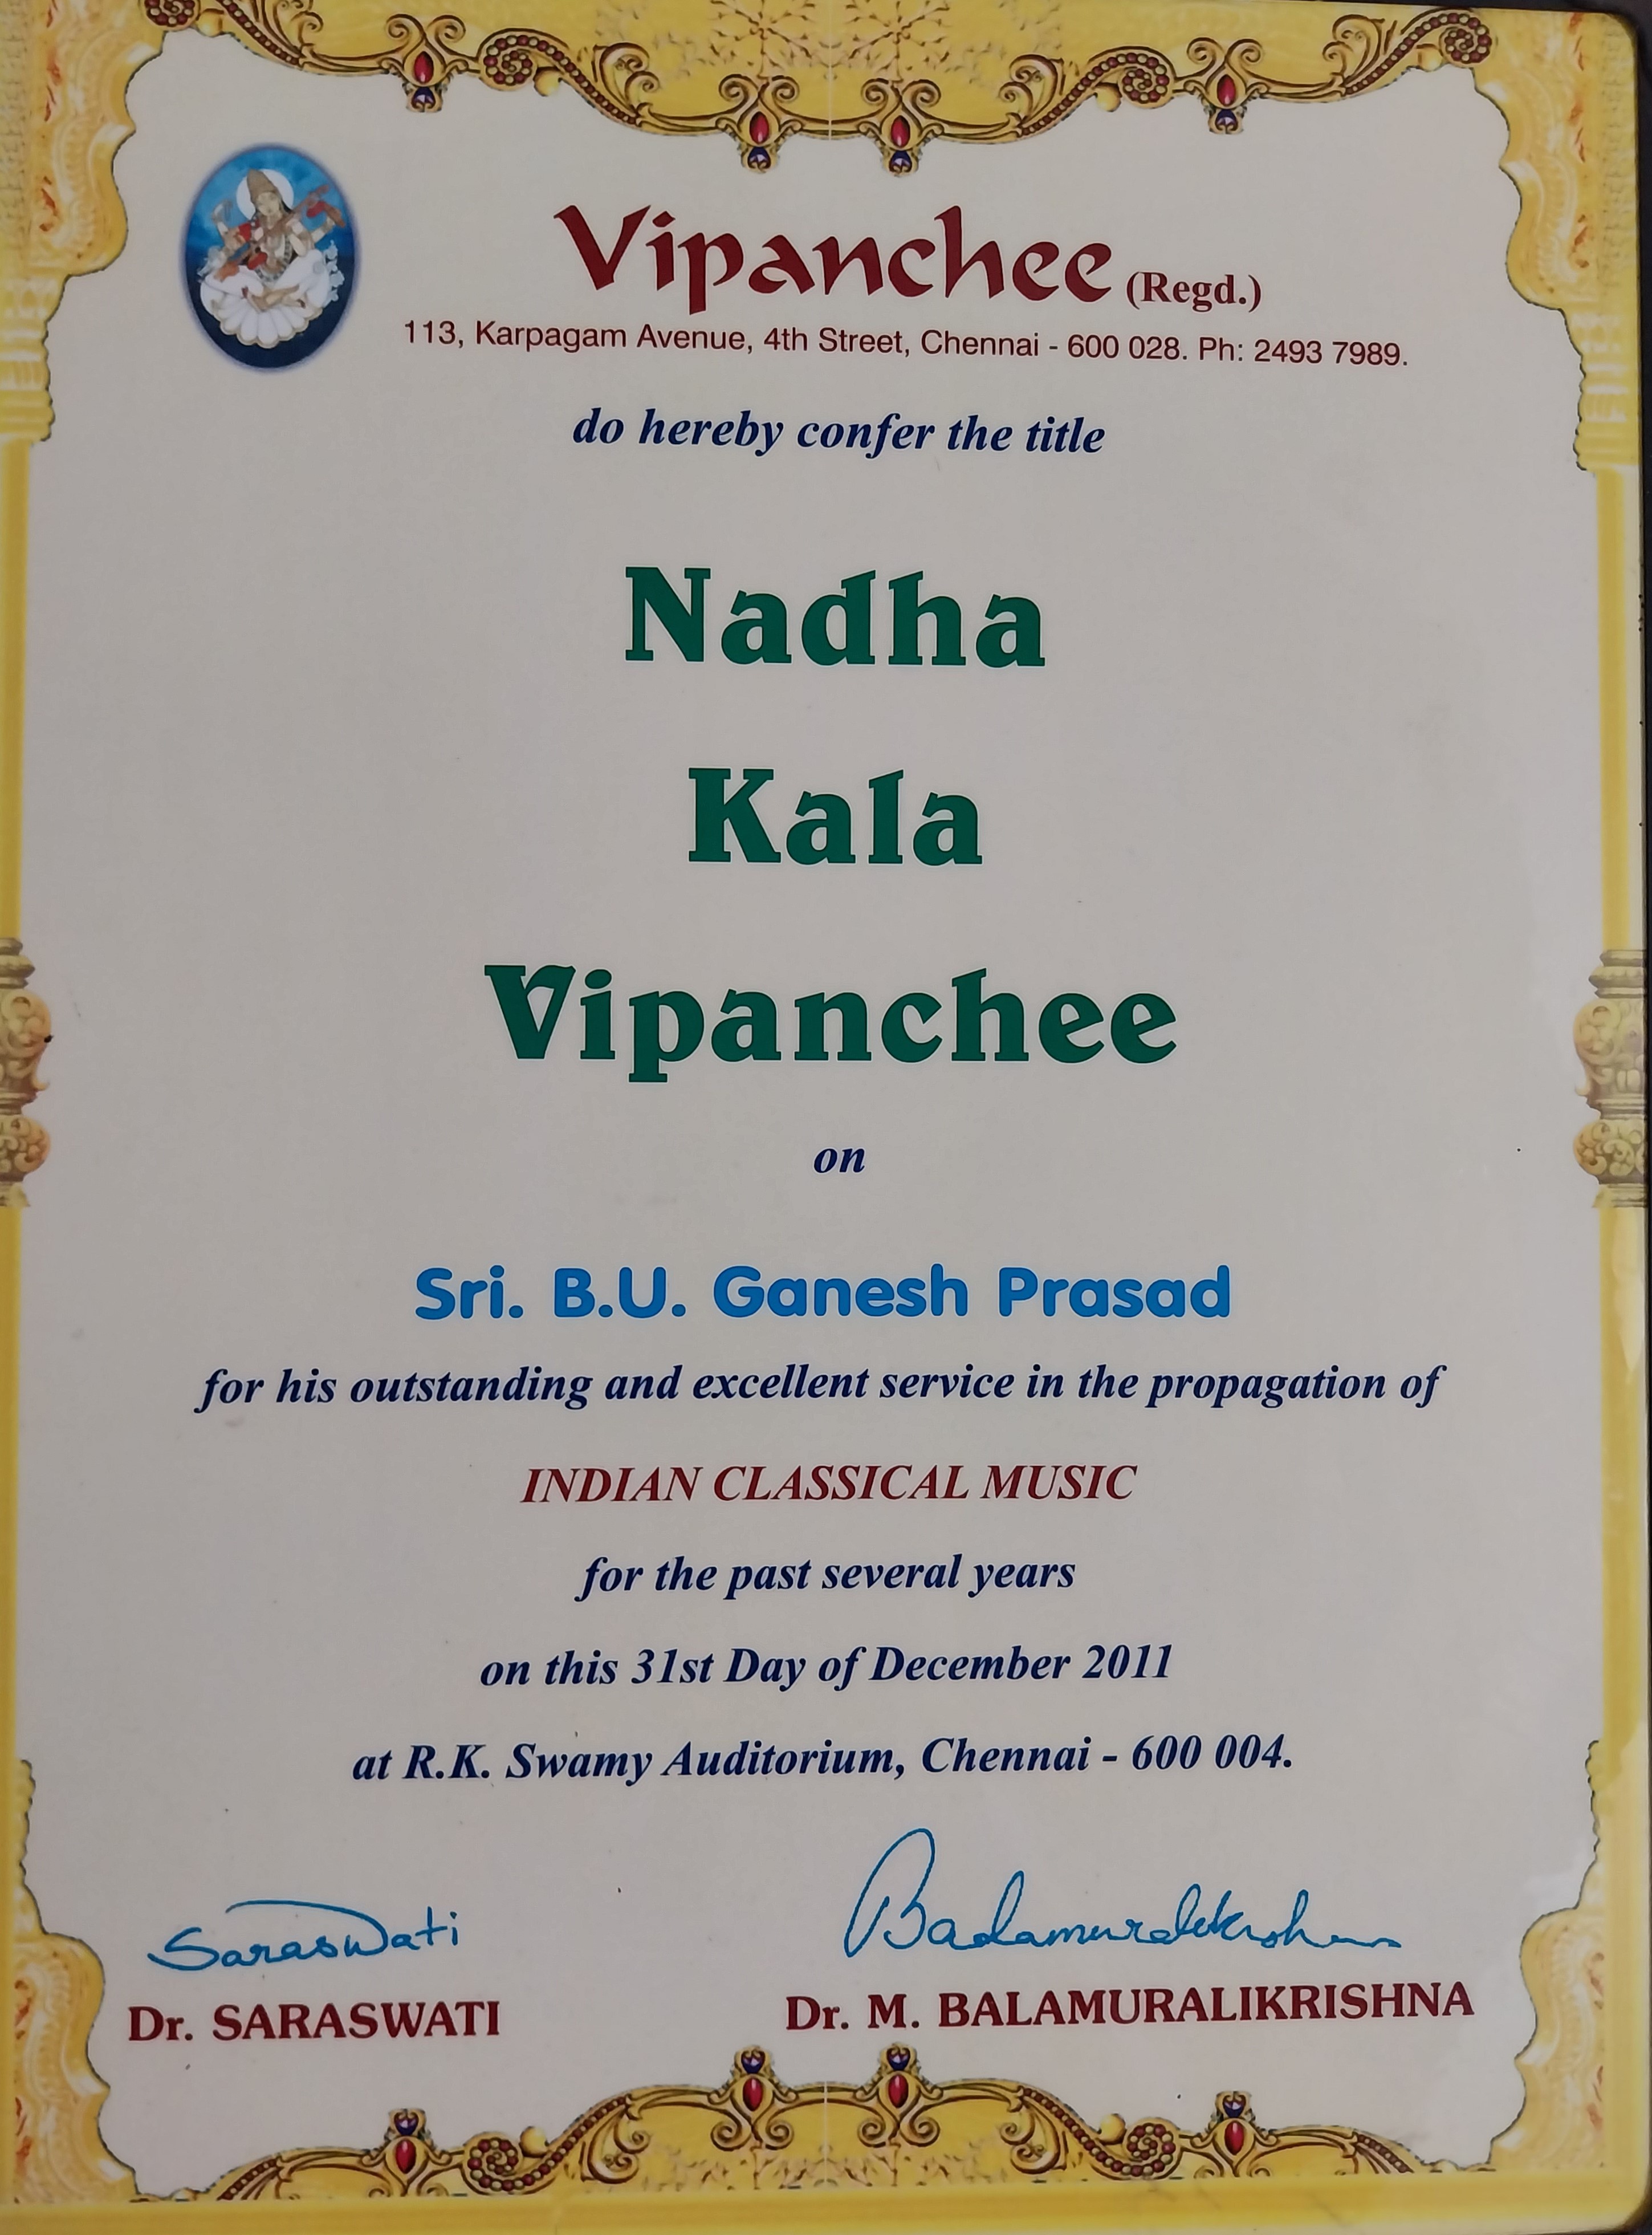 Vipanchee (Regd.)
113, Karpagam Avenue, 4th Street, Chennai - 600 028. Ph: 2493 7989.
do hereby confer the title
Nadha
Kala
Vipanchee
on
Sri. B.U. Ganesh Prasad
for his outstanding and excellent service in the propagation of
INDIAN CLASSICAL MUSIC
for the past several years
on this 31st Day of December 2011
at R.K. Swamy Auditorium, Chennai - 600 004.
Saraswati Balamuralikrishna
Dr. SARASWATI Dr. M. BALAMURALIKRISHNA